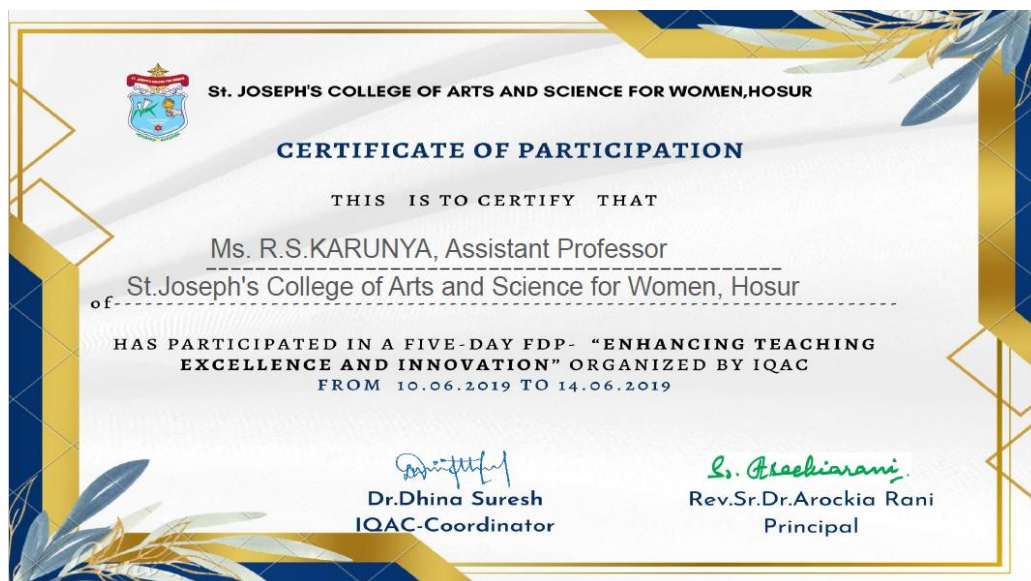 St. JOSEPH'S COLLEGE OF ARTS AND SCIENCE FOR WOMEN,HOSUR
CERTIFICATE OF PARTICIPATION
THIS IS TO CERTIFY THAT
Ms. R.S.KARUNYA, Assistant Professor
of St.Joseph's College of Arts and Science for Women, Hosur
HAS PARTICIPATED IN A FIVE-DAY FDP- “ENHANCING TEACHING
EXCELLENCE AND INNOVATION” ORGANIZED BY IQAC
FROM 10.06.2019 TO 14.06.2019
S. Arockiarani.
Dr.Dhina Suresh
IQAC-Coordinator
Rev.Sr.Dr.Arockia Rani
Principal